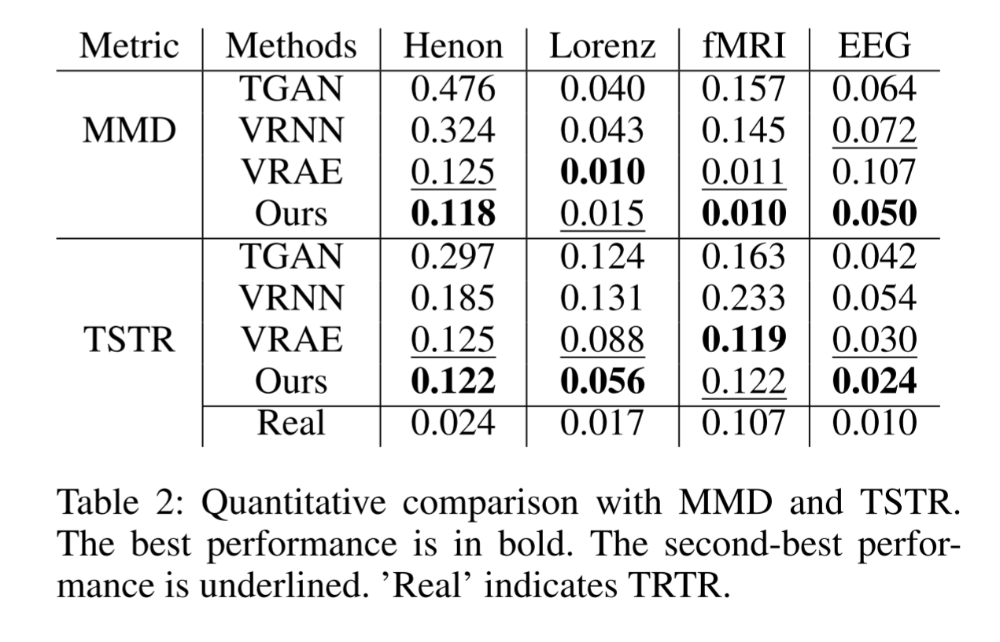 Metric Methods Henon Lorenz fMRI EEG
TGAN 0.476 0.040 0.157 0.064
MMD VRNN 0.324 0.043 0.145 0.072
VRAE 0.125 0.010 0.011 0.107
Ours 0.118 0.015 0.010 0.050
TGAN 0.297 0.124 0.163 0.042
VRNN 0.185 0.131 0.233 0.054
TSTR VRAE 0.125 0.088 0.119 0.030
Ours 0.122 0.056 0.122 0.024
Real 0.024 0.017 0.107 0.010
Table 2: Quantitative comparison with MMD and TSTR.
The best performance is in bold. The second-best perfor-
mance is underlined. ’Real’ indicates TRTR.